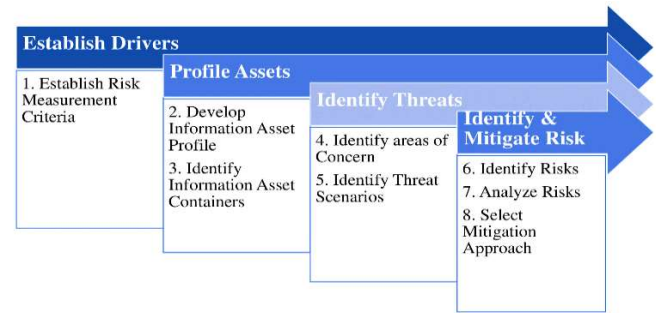 Establish Drivers
1. Establish Risk
Measurement
Criteria
Profile Assets
2. Develop
Information Asset
Profile
3. Identify
Information Asset
Containers
Identify Threats
4. Identify areas of
Concern
5. Identify Threat
Scenarios
Identify &
Mitigate Risk
6. Identify Risks
7. Analyze Risks
8. Select
Mitigation
Approach